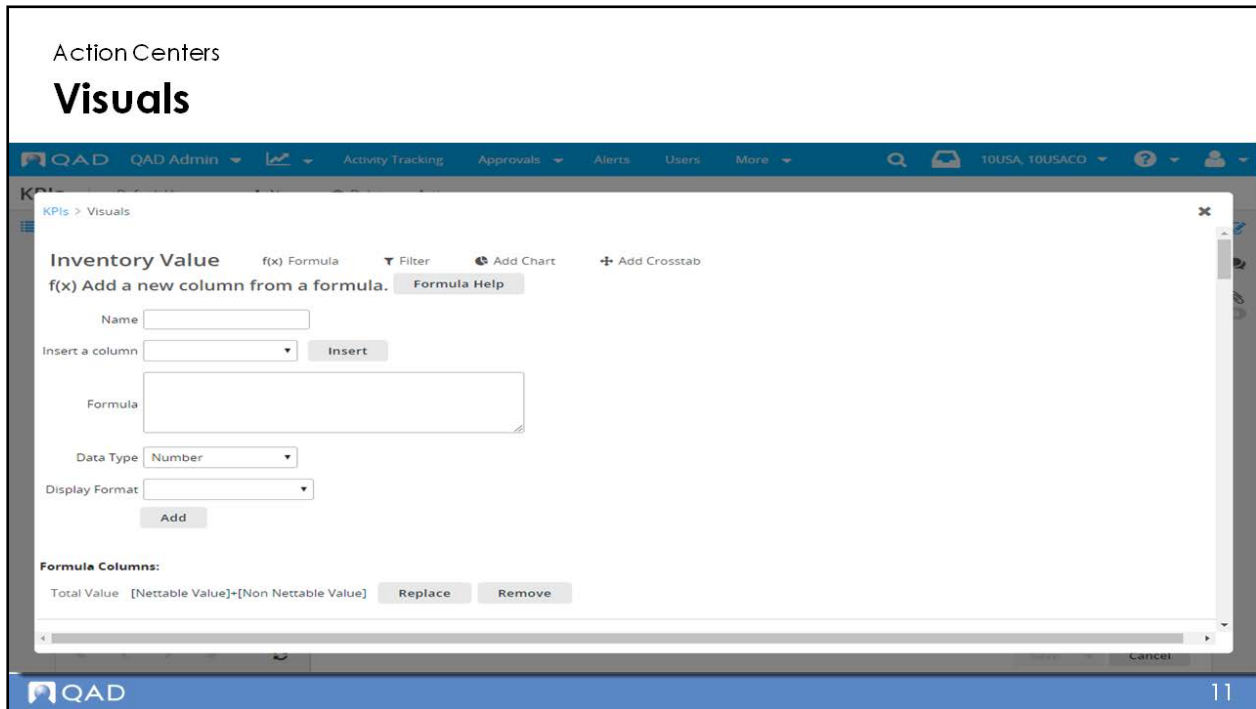 Action Centers
Visuals
QAD QAD Admin Activity Tracking Approvals Alerts Users More 10USA, 10USACO
KPIs
KPIs > Visuals
Inventory Value f(x) Formula Filter Add Chart Add Crosstab
f(x) Add a new column from a formula. Formula Help
Name
Insert a column Insert
Formula
Data Type Number
Display Format
Add
Formula Columns:
Total Value [Nettable Value]+[Non Nettable Value] Replace Remove
Cancel
QAD 11